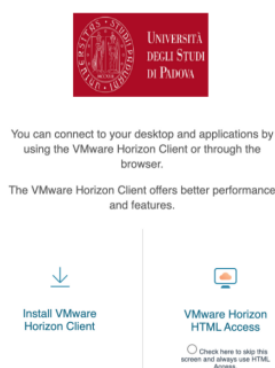 UNIVERSITÀ
DEGLI STUDI
DI PADOVA
You can connect to your desktop and applications by
using the VMware Horizon Client or through the
browser.
The VMware Horizon Client offers better performance
and features.
Install VMware
Horizon Client
VMware Horizon
HTML Access
Check here to skip this
screen and always use HTML
Access.